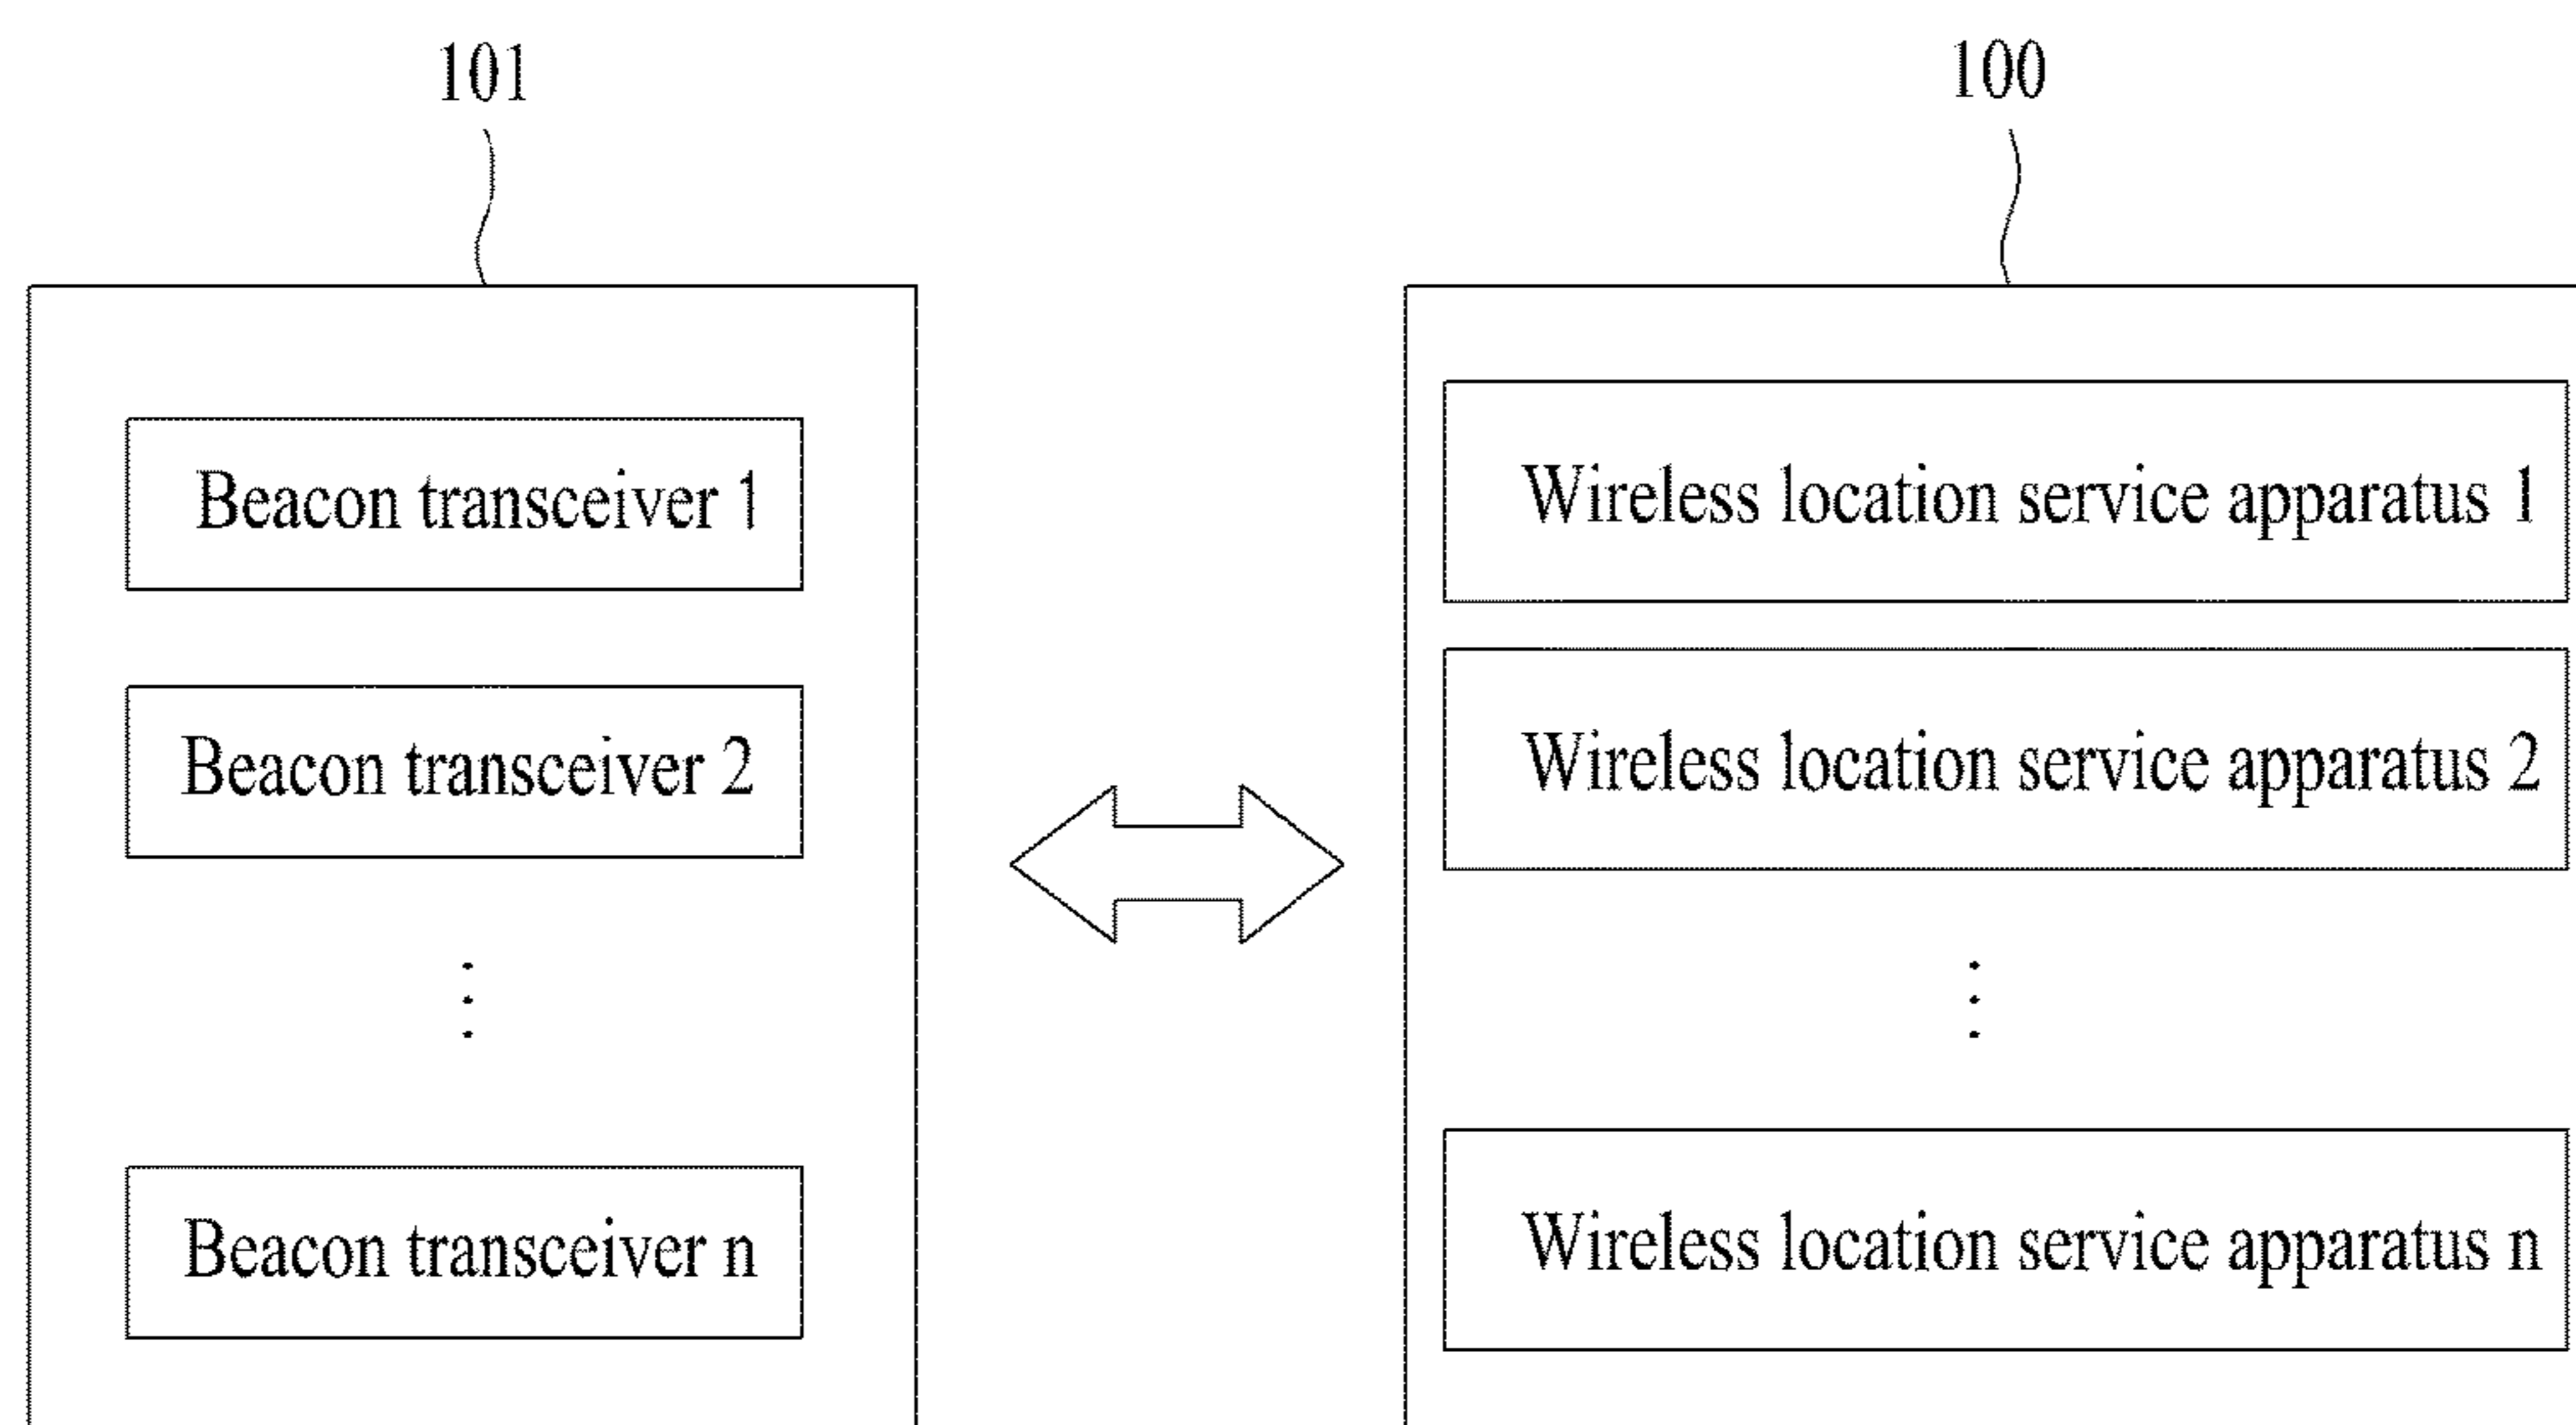 101
Beacon transceiver 1
Beacon transceiver 2
Beacon transceiver n
100
Wireless location service apparatus 1
Wireless location service apparatus 2
Wireless location service apparatus n